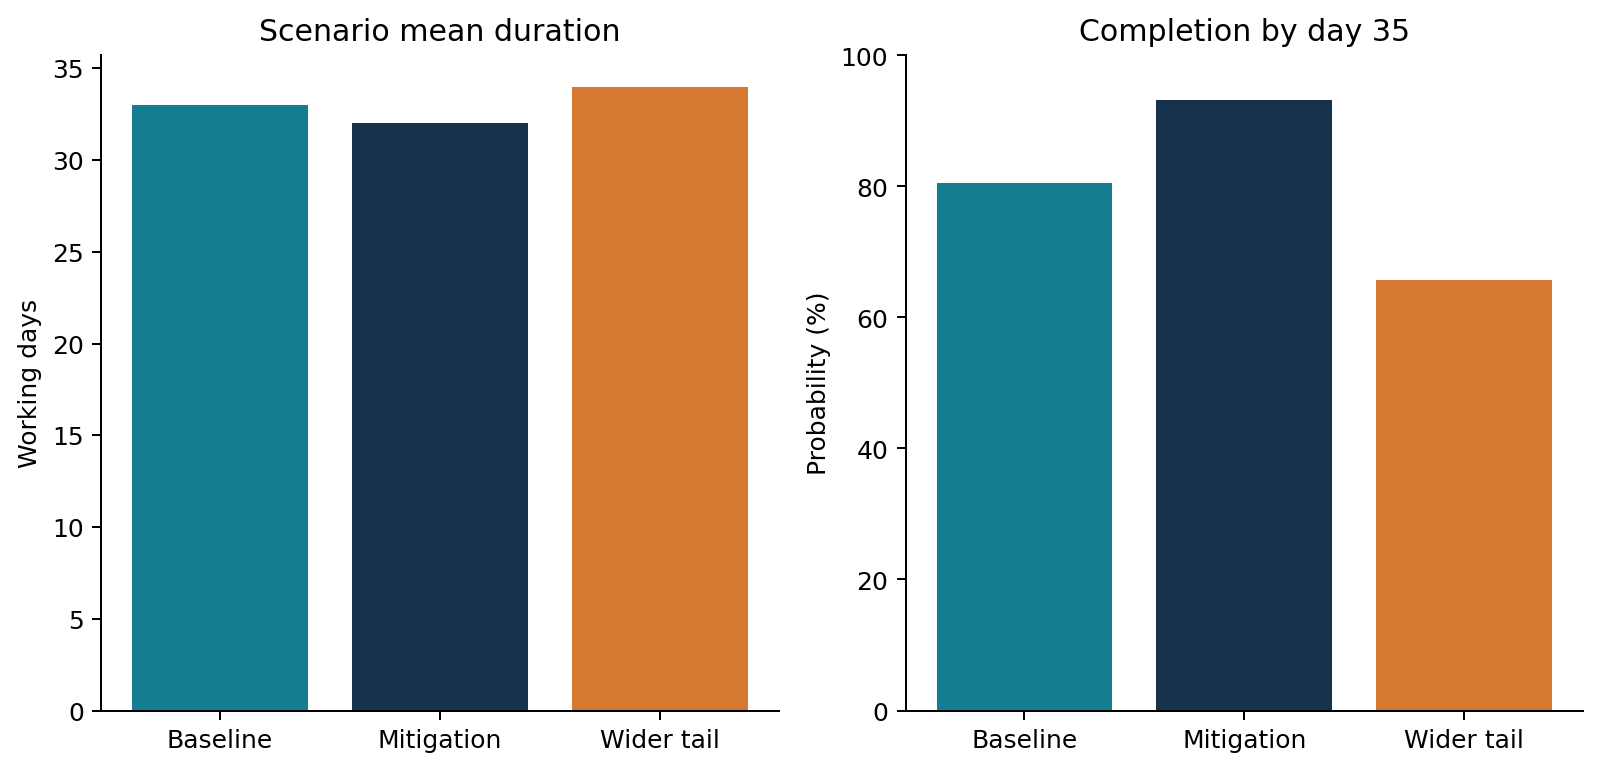 Scenario mean duration
Working days
35
30
25
20
15
10
5
0
Baseline Mitigation Wider tail
Completion by day 35
Probability (%)
100
80
60
40
20
0
Baseline Mitigation Wider tail